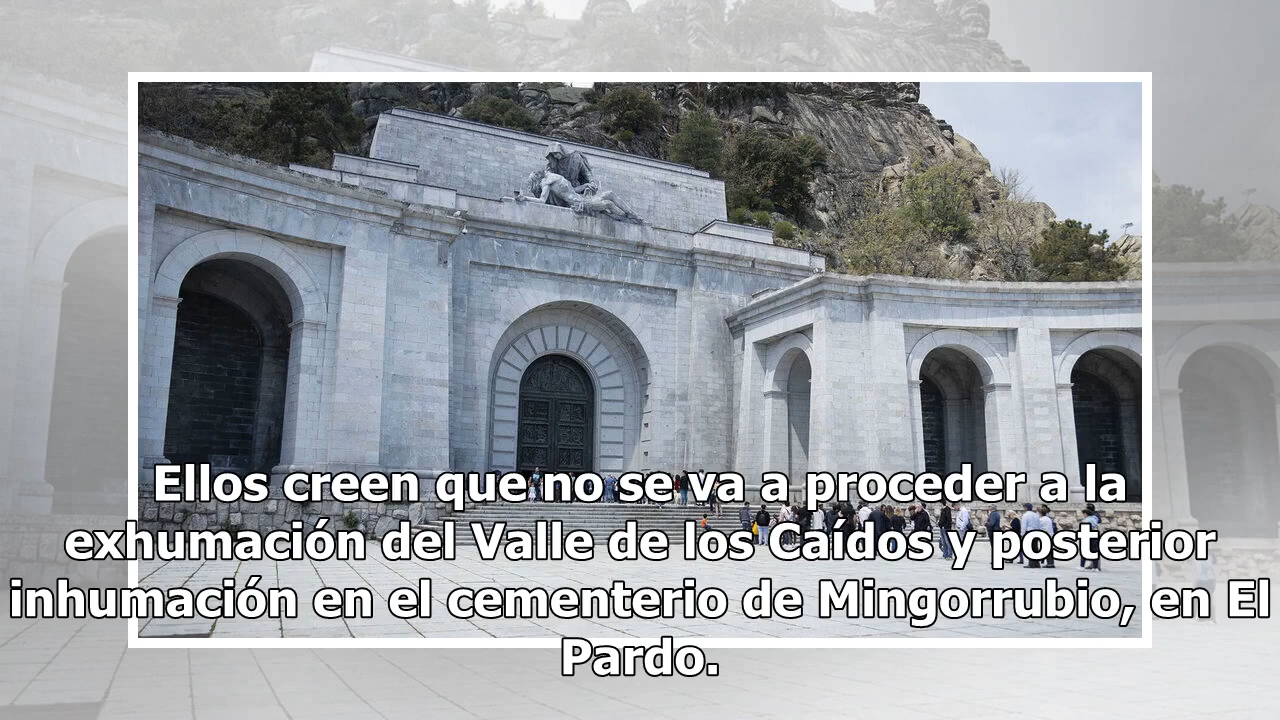 Ellos creen que no se va a proceder a la
exhumación del Valle de los Caídos y posterior
inhumación en el cementerio de Mingorrubio, en El
Pardo.